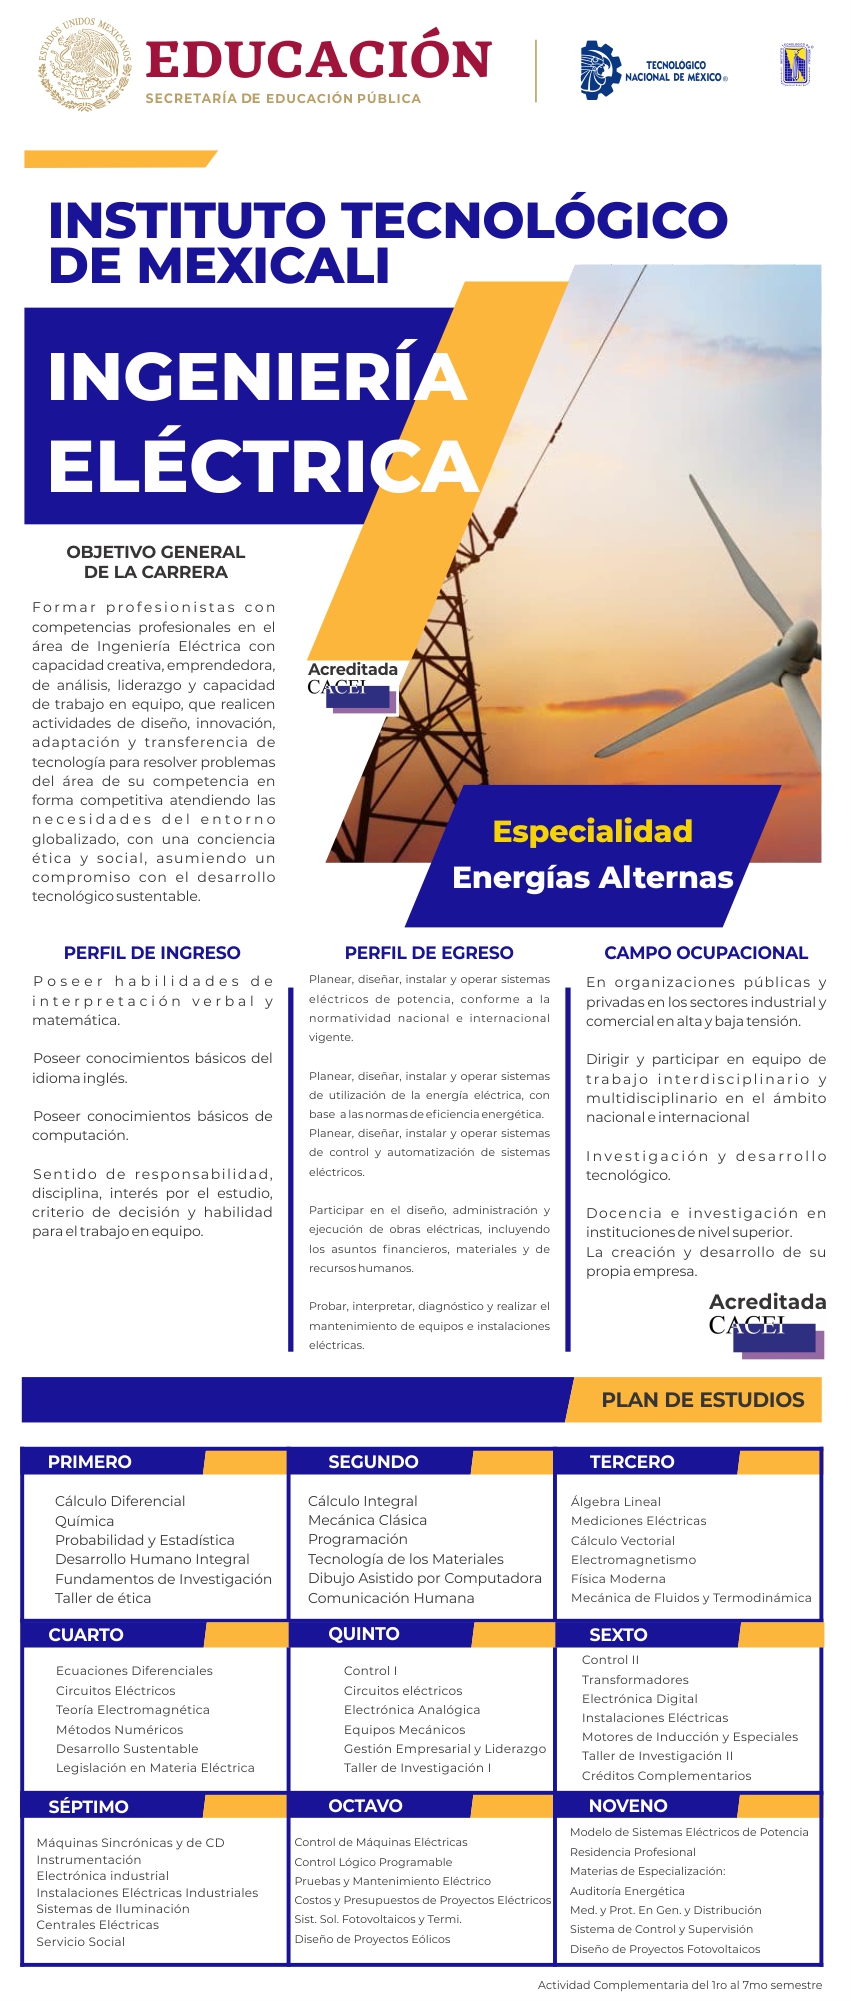 ESTADOS UNIDOS MEXICANOS
EDUCACIÓN
SECRETARÍA DE EDUCACIÓN PÚBLICA
TECNOLÓGICO
NACIONAL DE MÉXICO®
INSTITUTO TECNOLÓGICO
DE MEXICALI
INGENIERÍA
ELÉCTRICA
OBJETIVO GENERAL
DE LA CARRERA
Formar profesionistas con
competencias profesionales en el
área de Ingeniería Eléctrica con
capacidad creativa, emprendedora,
de análisis, liderazgo y capacidad
de trabajo en equipo, que realicen
actividades de diseño, innovación,
adaptación y transferencia de
tecnología para resolver problemas
del área de su competencia en
forma competitiva atendiendo las
necesidades del entorno
globalizado, con una conciencia
ética y social, asumiendo un
compromiso con el desarrollo
tecnológico sustentable.
Acreditada
CACEI
Especialidad
Energías Alternas
PERFIL DE INGRESO
Poseer habilidades de
interpretación verbal y
matemática.
Poseer conocimientos básicos del
idioma inglés.
Poseer conocimientos básicos de
computación.
Sentido de responsabilidad,
disciplina, interés por el estudio,
criterio de decisión y habilidad
para el trabajo en equipo.
PERFIL DE EGRESO
Planear, diseñar, instalar y operar sistemas
eléctricos de potencia, conforme a la
normatividad nacional e internacional
vigente.
Planear, diseñar, instalar y operar sistemas
de utilización de la energía eléctrica, con
base a las normas de eficiencia energética.
Planear, diseñar, instalar y operar sistemas
de control y automatización de sistemas
eléctricos.
Participar en el diseño, administración y
ejecución de obras eléctricas, incluyendo
los asuntos financieros, materiales y de
recursos humanos.
Probar, interpretar, diagnóstico y realizar el
mantenimiento de equipos e instalaciones
eléctricas.
CAMPO OCUPACIONAL
En organizaciones públicas y
privadas en los sectores industrial y
comercial en alta y baja tensión.
Dirigir y participar en equipo de
trabajo interdisciplinario y
multidisciplinario en el ámbito
nacional e internacional
Investigación y desarrollo
tecnológico.
Docencia e investigación en
instituciones de nivel superior.
La creación y desarrollo de su
propia empresa.
Acreditada
CACEI
PLAN DE ESTUDIOS
PRIMERO
Cálculo Diferencial
Química
Probabilidad y Estadística
Desarrollo Humano Integral
Fundamentos de Investigación
Taller de ética
SEGUNDO
Cálculo Integral
Mecánica Clásica
Programación
Tecnología de los Materiales
Dibujo Asistido por Computadora
Comunicación Humana
TERCERO
Álgebra Lineal
Mediciones Eléctricas
Cálculo Vectorial
Electromagnetismo
Física Moderna
Mecánica de Fluidos y Termodinámica
CUARTO
Ecuaciones Diferenciales
Circuitos Eléctricos
Teoría Electromagnética
Métodos Numéricos
Desarrollo Sustentable
Legislación en Materia Eléctrica
QUINTO
Control I
Circuitos eléctricos
Electrónica Analógica
Equipos Mecánicos
Gestión Empresarial y Liderazgo
Taller de Investigación I
SEXTO
Control II
Transformadores
Electrónica Digital
Instalaciones Eléctricas
Motores de Inducción y Especiales
Taller de Investigación II
Créditos Complementarios
SÉPTIMO
Máquinas Sincrónicas y de CD
Instrumentación
Electrónica industrial
Instalaciones Eléctricas Industriales
Sistemas de Iluminación
Centrales Eléctricas
Servicio Social
OCTAVO
Control de Máquinas Eléctricas
Control Lógico Programable
Pruebas y Mantenimiento Eléctrico
Costos y Presupuestos de Proyectos Eléctricos
Sist. Sol. Fotovoltaicos y Termi.
Diseño de Proyectos Eólicos
NOVENO
Modelo de Sistemas Eléctricos de Potencia
Residencia Profesional
Materias de Especialización:
Auditoría Energética
Med. y Prot. En Gen. y Distribución
Sistema de Control y Supervisión
Diseño de Proyectos Fotovoltaicos
Actividad Complementaria del 1ro al 7mo semestre